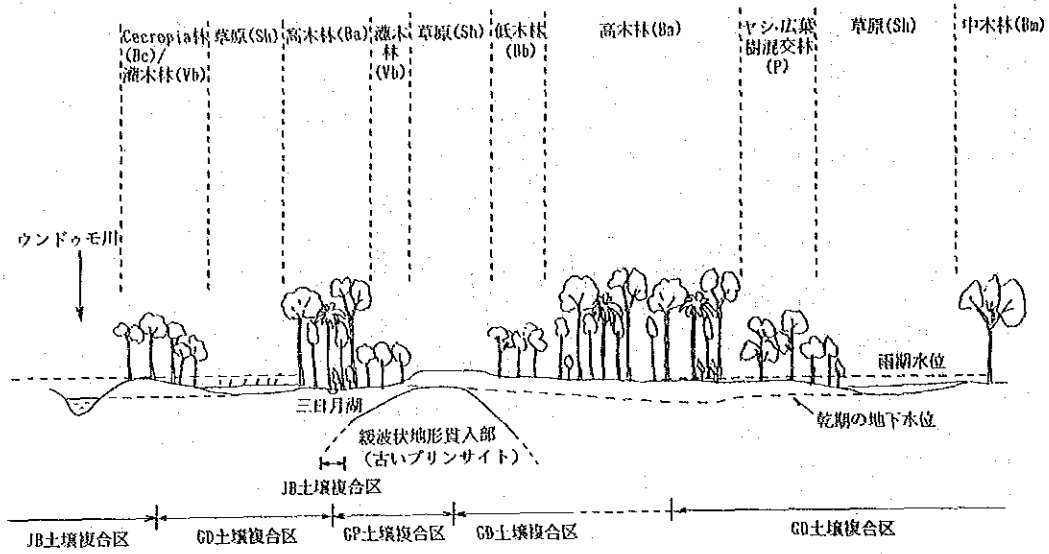 Cecropia林
(Bc)/
灌木林(Vb)
草原(Sh)
高木林(Ba)
灌木
林
(Vb)
草原(Sh)
低木林
(Bb)
高木林(Ba)
ヤシ·広葉
樹混交林
(P)
草原(Sh)
中木林(Bm)
ウンドゥモ川
雨期水位
三日月湖
乾期の地下水位
緩波状地形貫入部
(古いプリンサイト)
JB土壌複合区
JB土壌複合区
GD土壌複合区
GP土壌複合区
GD土壌複合区
GD土壌複合区